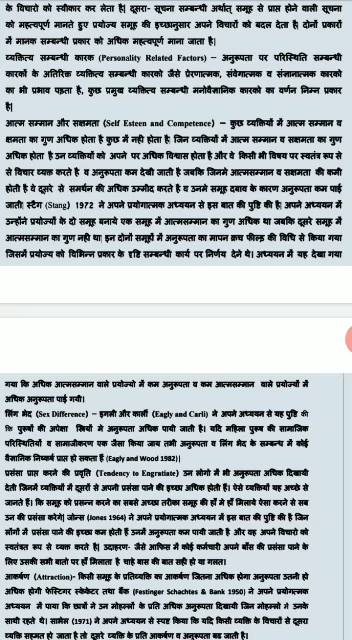 के विचारो को स्वीकार कर लेता है। दूसरा- सूचना सम्बन्धी अर्थात् समूह से प्राप्त होने वाली सूचना
को महत्वपूर्ण मानते हुए प्रयोज्य समूह की इच्छानुसार अपने विचारों को बदल देता है। दोनों प्रकारों
में मानक सम्बन्धी प्रकार को अधिक महत्वपूर्ण माना जाता है।
व्यक्तित्व सम्बन्धी कारक (Personality Related Factors) – अनुरूपता पर परिस्थिति सम्बन्धी
कारकों के अतिरिक्त व्यक्तित्व सम्बन्धी कारको जैसे प्रेरणात्मक, संवेगात्मक व संनानात्मक कारको
का भी प्रभाव पड़ता है, कुछ प्रमुख व्यक्तित्व सम्बन्धी मनोवैज्ञानिक कारको का वर्णन निम्न प्रकार
है।
आत्म सम्मान और सक्षमता (Self Esteen and Competence) – कुछ व्यक्तियों में आत्म सम्मान व
क्षमता का गुण अधिक होता है कुछ में नही होता है। जिन व्यक्तियों में आत्म सम्मान व सक्षमता का गुण
अधिक होता है उन व्यक्तियों को अपने पर अधिक विश्वास होता है और वे किसी भी विषय पर स्वतंत्र रूप से
से विचार व्यक्त करते है व अनुरूपता कम देखी जाती है जबकि जिनमे आत्मसम्मान व सक्षमता की कमी
होती है वे दूसरे से समर्थन की अधिक उम्मीद करते है व उनमे समूह दबाव के कारण अनुरूपता कम पाई
जाती। स्टैंग (Stang) 1972 ने अपने प्रयोगात्मक अध्ययन से इस बात की पुष्टि की है। अपने अध्ययन में
उन्होंने प्रयोज्यों के दो समूह बनाये एक समूह में आत्मसम्मान का गुण अधिक था जबकि दूसरे समूह में
आत्मसम्मान का गुण नही था। इन दोनों समूहों में अनुरूपता का मापन क्रच फील्ड की विधि से किया गया
जिसमें प्रयोज्य को विभिन्न प्रकार के दृष्टि सम्बन्धी कार्य पर निर्णय देने थे। अध्ययन में यह देखा गया
गया कि अधिक आत्मसम्मान वाले प्रयोज्यो में कम अनुरूपता व कम आत्मसम्मान वाले प्रयोज्यों में
अधिक अनुरूपता पाई गयी।
लिंग भेद (Sex Difference) – इगली और कार्ली (Eagly and Carli) ने अपने अध्ययन से यह पुष्टि की
कि पुरूषों की अपेक्षा स्त्रियों मे अनुरूपता अधिक पायी जाती है। यदि महिला पुरूष की सामाजिक
परिस्थितियों व सामाजीकरण एक जैसा किया जाय तभी अनुरूपता व लिंग भेद के सम्बन्ध में कोई
वैज्ञानिक निष्कर्ष प्राप्त हो सकता हैं (Eagly and Wood 1982)|
प्रसंसा प्राप्त करने की प्रवृति (Tendency to Engratiate) उन लोगो में भी अनुरूपता अधिक दिखायी
देती जिनमें व्यक्तियों में दूसरों से अपनी प्रसंसा पाने की इच्छा अधिक होती हैं। ऐसे व्यक्तियों यह अच्छे से
जानते हैं। कि समूह को प्रसन्न करने का सबसे अच्छा तरीका समूह की हाँ मे हाँ मिलाये ऐसा करने से सब
उन की प्रसंसा करेगे। जोन्स (Jones 1964) ने अपने प्रयोगात्मक अध्ययन में इस बात की पुष्टि की है जिन
लोगों में प्रसंसा पाने की इच्छा कम होती हैं उनमें अनुरूपता कम पायी जाती है और वह अपने विचारो को
स्वतंत्रत रूप से व्यक्त करते है। उदाहरण- जैसे आफिस में कोई कर्मचारी अपने बॉस की प्रसंसा पाने के
लिए उसकी सभी बातो पर हाँ मिलाता है चाहे बास की बात सही हो या गलत।
आकर्षण (Attraction)- किसी समूह के प्रतिव्यक्ति का आकर्षण जितना अधिक होगा अनुरूपता उतनी हो
अधिक होगी फेस्टिंगर स्केकेटर तथा बैंक (Festinger Schachtes & Bank 1950) ने अपने प्रयोगात्मक
अध्ययन में पाया कि छात्रों ने उन मोहल्लों के प्रति अधिक अनुरूपता दिखायी जिन मोहल्लो मे उनके
साथी रहते थे। सामेस (1971) ने अपने अध्ययन से स्पष्ट किया कि यदि किसी व्यक्ति के विचारों से दूसरा
व्यक्ति सहमत हो जाता है तो दूसरे व्यक्ति के प्रति आकर्षण व अनुरूपता बढ जाती है।